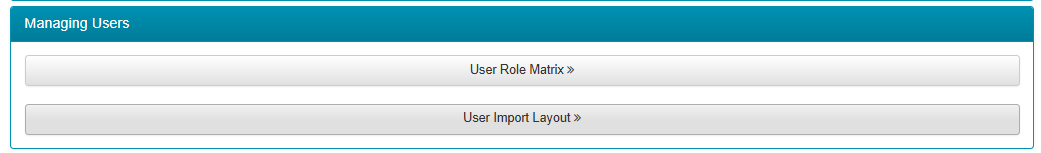 Managing Users
User Role Matrix »
User Import Layout »